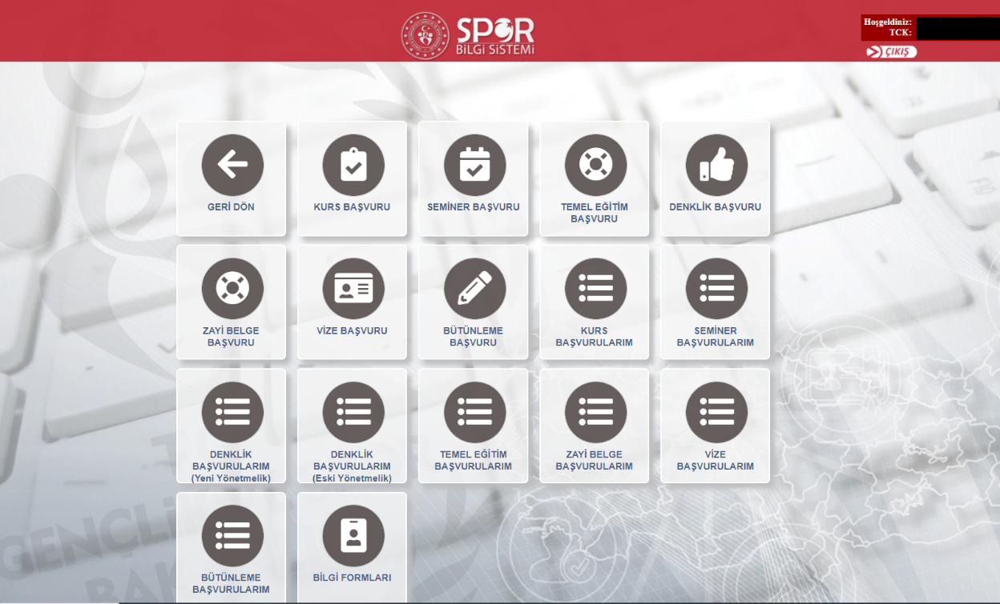 SPOR
BİLGİ SİSTEMİ
Hoşgeldiniz:
TCK:
ÇIKIŞ
GERİ DÖN
KURS BAŞVURU
SEMİNER BAŞVURU
TEMEL EĞİTİM
BAŞVURU
DENKLİK BAŞVURU
ZAYİ BELGE
BAŞVURU
VİZE BAŞVURU
BÜTÜNLEME
BAŞVURU
KURS
BAŞVURULARIM
SEMİNER
BAŞVURULARIM
DENKLİK
BAŞVURULARIM
(Yeni Yönetmelik)
DENKLİK
BAŞVURULARIM
(Eski Yönetmelik)
TEMEL EĞİTİM
BAŞVURULARIM
ZAYİ BELGE
BAŞVURULARIM
VİZE
BAŞVURULARIM
BÜTÜNLEME
BAŞVURULARIM
BİLGİ FORMLARI